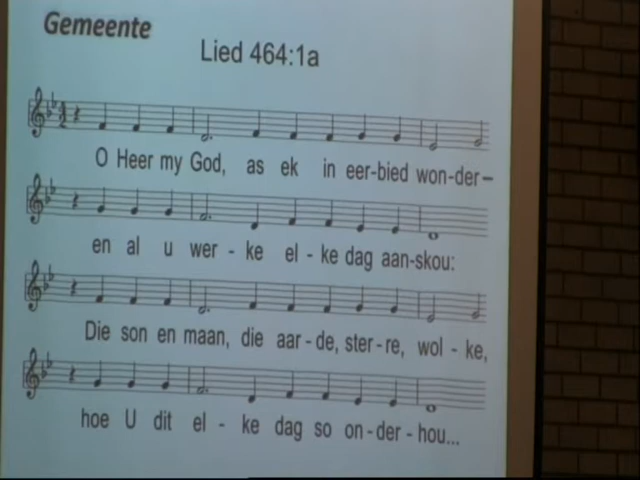 Gemeente
Lied 464:1a
O Heer my God, as ek in eer-bied won-der–
en al u wer - ke el - ke dag aan-skou:
Die son en maan, die aar-de, ster-re, wol - ke,
hoe U dit el - ke dag so on-der-hou...